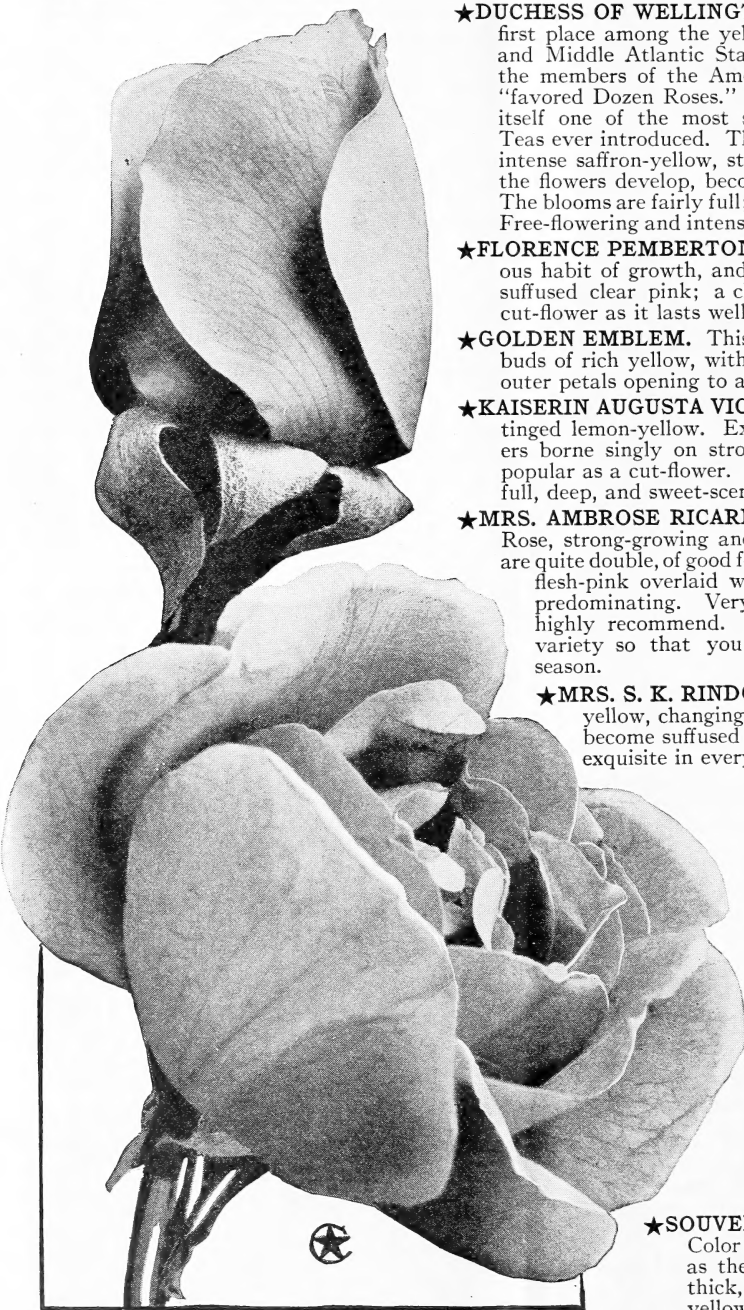 ★DUCHESS OF WELLINGT
first place among the yel
and Middle Atlantic Sta
the members of the Am
"favored Dozen Roses."
itself one of the most s
Teas ever introduced. Th
intense saffron-yellow, st
the flowers develop, beco
The blooms are fairly full
Free-flowering and intens
★FLORENCE PEMBERTON
ous habit of growth, and
suffused clear pink; a c
cut-flower as it lasts well
★GOLDEN EMBLEM. This
buds of rich yellow, with
outer petals opening to a
★KAISERIN AUGUSTA VIC
tinged lemon-yellow. Ex
ers borne singly on stro
popular as a cut-flower.
full, deep, and sweet-scen
★MRS. AMBROSE RICAR
Rose, strong-growing and
are quite double, of good f
flesh-pink overlaid w
predominating. Very
highly recommend.
variety so that you
season.
★MRS. S. K. RINDG
yellow, changing
become suffused
exquisite in every
★SOUVE
Color
as the
thick,
yellow